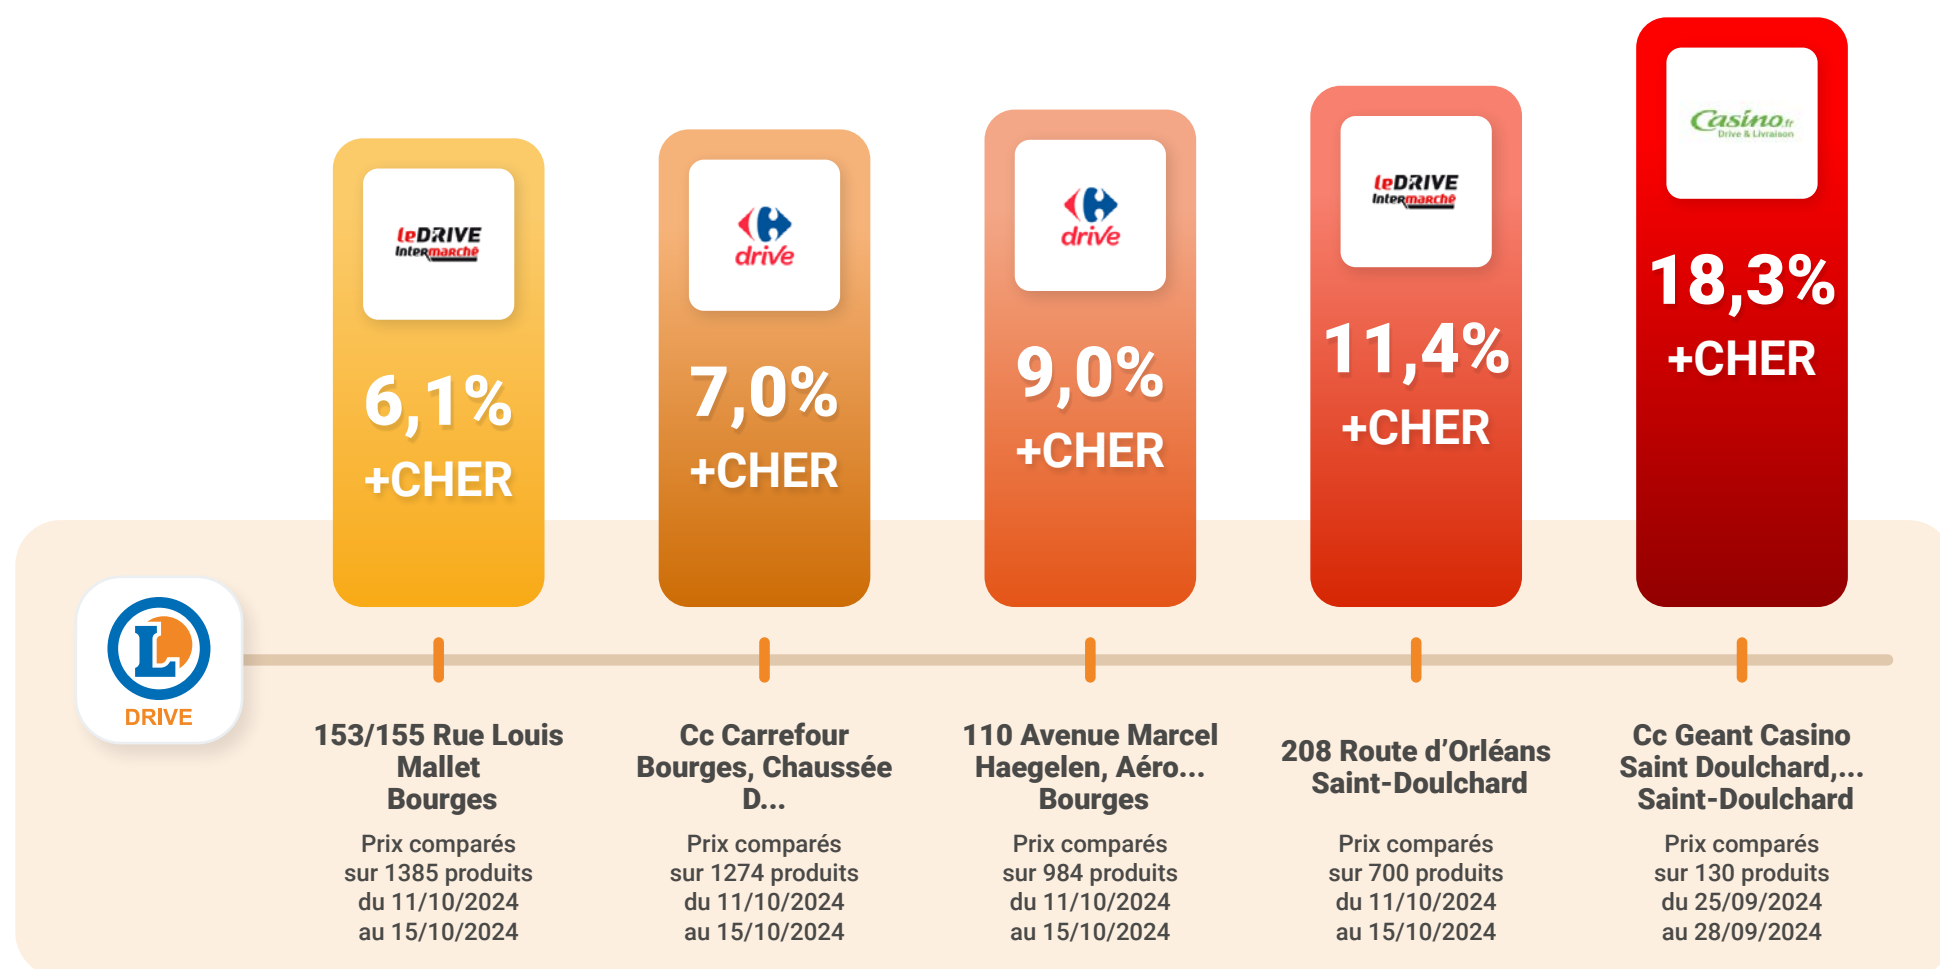 leDRIVE
Intermarché
6,1%
+CHER
drive
7,0%
+CHER
drive
9,0%
+CHER
leDRIVE
Intermarché
11,4%
+CHER
Casino.fr
Drive & Livraison
18,3%
+CHER
L
DRIVE
153/155 Rue Louis
Mallet
Bourges
Prix comparés
sur 1385 produits
du 11/10/2024
au 15/10/2024
Cc Carrefour
Bourges, Chaussée
D...
Prix comparés
sur 1274 produits
du 11/10/2024
au 15/10/2024
110 Avenue Marcel
Haegelen, Aéro...
Bourges
Prix comparés
sur 984 produits
du 11/10/2024
au 15/10/2024
208 Route d’Orléans
Saint-Doulchard
Prix comparés
sur 700 produits
du 11/10/2024
au 15/10/2024
Cc Geant Casino
Saint Doulchard,...
Saint-Doulchard
Prix comparés
sur 130 produits
du 25/09/2024
au 28/09/2024